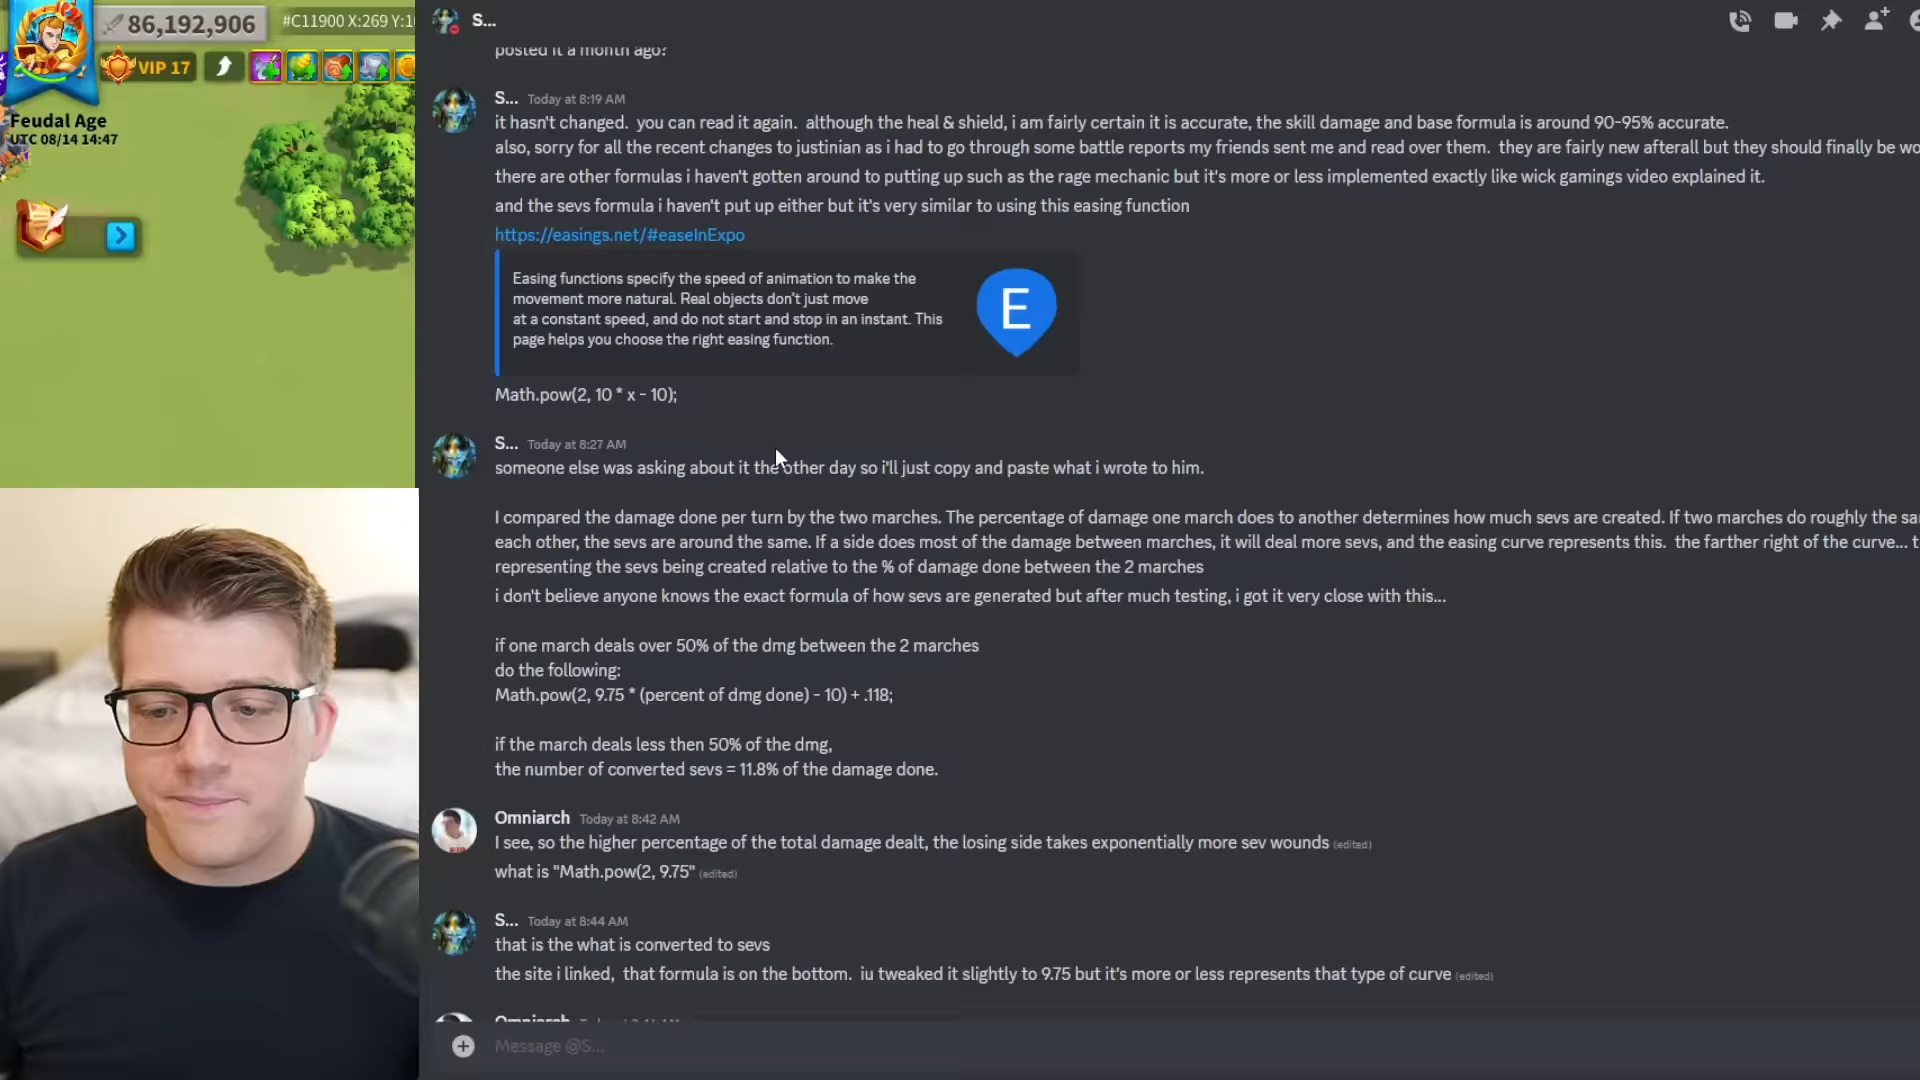 86,192,906
#C11900 X:269 Y:1
VIP 17
Feudal Age
UTC 08/14 14:47
S...
posted it a month ago?
S... Today at 8:19 AM
it hasn't changed. you can read it again. although the heal & shield, i am fairly certain it is accurate, the skill damage and base formula is around 90-95% accurate.
also, sorry for all the recent changes to justinian as i had to go through some battle reports my friends sent me and read over them. they are fairly new afterall but they should finally be wo
there are other formulas i haven't gotten around to putting up such as the rage mechanic but it's more or less implemented exactly like wick gamings video explained it.
and the sevs formula i haven't put up either but it's very similar to using this easing function
https://easings.net/#easeInExpo
Easing functions specify the speed of animation to make the
movement more natural. Real objects don't just move
at a constant speed, and do not start and stop in an instant. This
page helps you choose the right easing function.
E
Math.pow(2, 10 * x - 10);
S... Today at 8:27 AM
someone else was asking about it the other day so i'll just copy and paste what i wrote to him.
I compared the damage done per turn by the two marches. The percentage of damage one march does to another determines how much sevs are created. If two marches do roughly the sa
each other, the sevs are around the same. If a side does most of the damage between marches, it will deal more sevs, and the easing curve represents this. the farther right of the curve... t
representing the sevs being created relative to the % of damage done between the 2 marches
i don't believe anyone knows the exact formula of how sevs are generated but after much testing, i got it very close with this...
if one march deals over 50% of the dmg between the 2 marches
do the following:
Math.pow(2, 9.75 * (percent of dmg done) - 10) + .118;
if the march deals less then 50% of the dmg,
the number of converted sevs = 11.8% of the damage done.
Omniarch Today at 8:42 AM
I see, so the higher percentage of the total damage dealt, the losing side takes exponentially more sev wounds (edited)
what is "Math.pow(2, 9.75" (edited)
S... Today at 8:44 AM
that is the what is converted to sevs
the site i linked, that formula is on the bottom. iu tweaked it slightly to 9.75 but it's more or less represents that type of curve (edited)
Omniarch
Message @S...